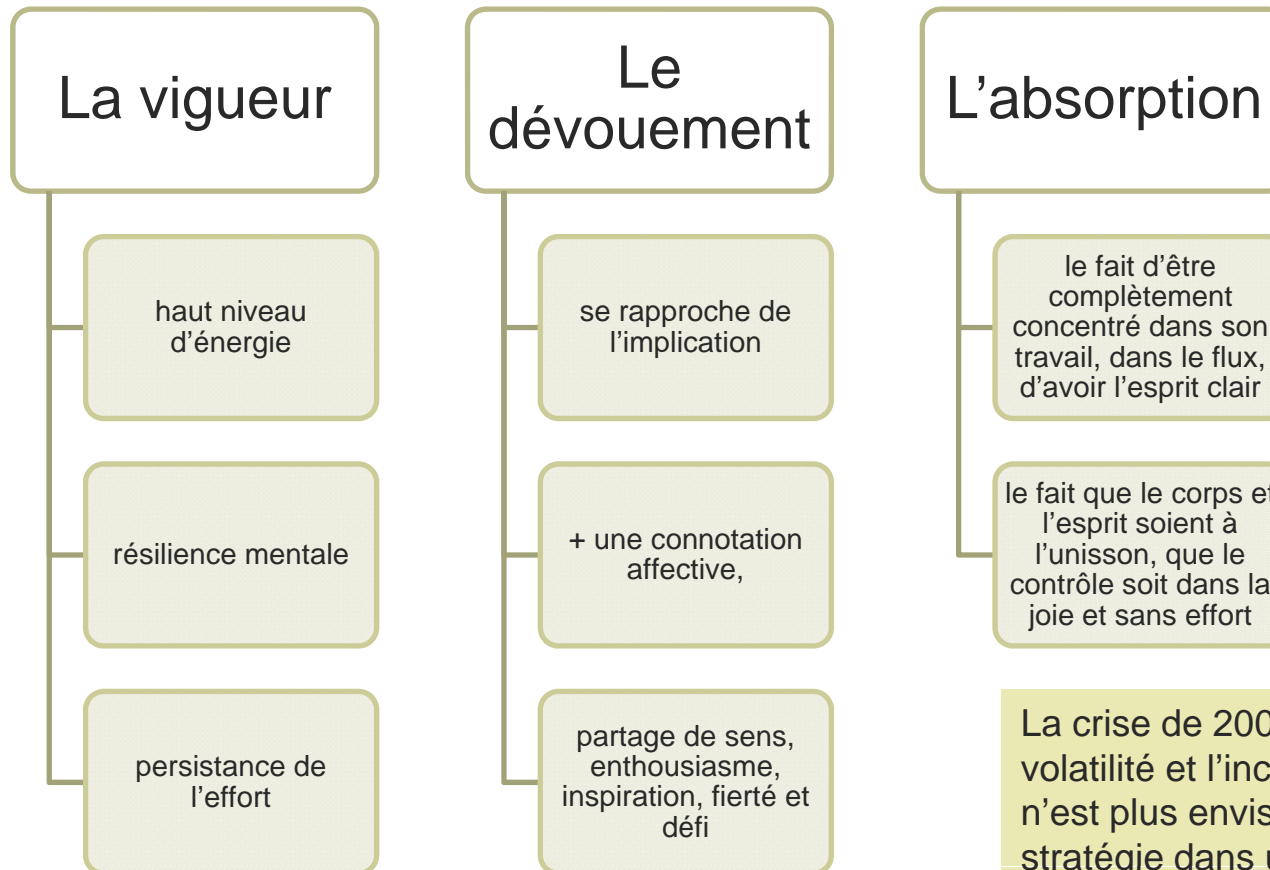 La vigueur
haut niveau
d'énergie
résilience mentale
persistance de
l'effort
Le
dévouement
se rapproche de
l'implication
+ une connotation
affective,
partage de sens,
enthousiasme,
inspiration, fierté et
défi
L'absorption
le fait d'être
complètement
concentré dans son
travail, dans le flux,
d'avoir l'esprit clair
le fait que le corps et
l'esprit soient à
l'unisson, que le
contrôle soit dans la
joie et sans effort
La crise de
volatilité et
n'est plus
stratégie dans